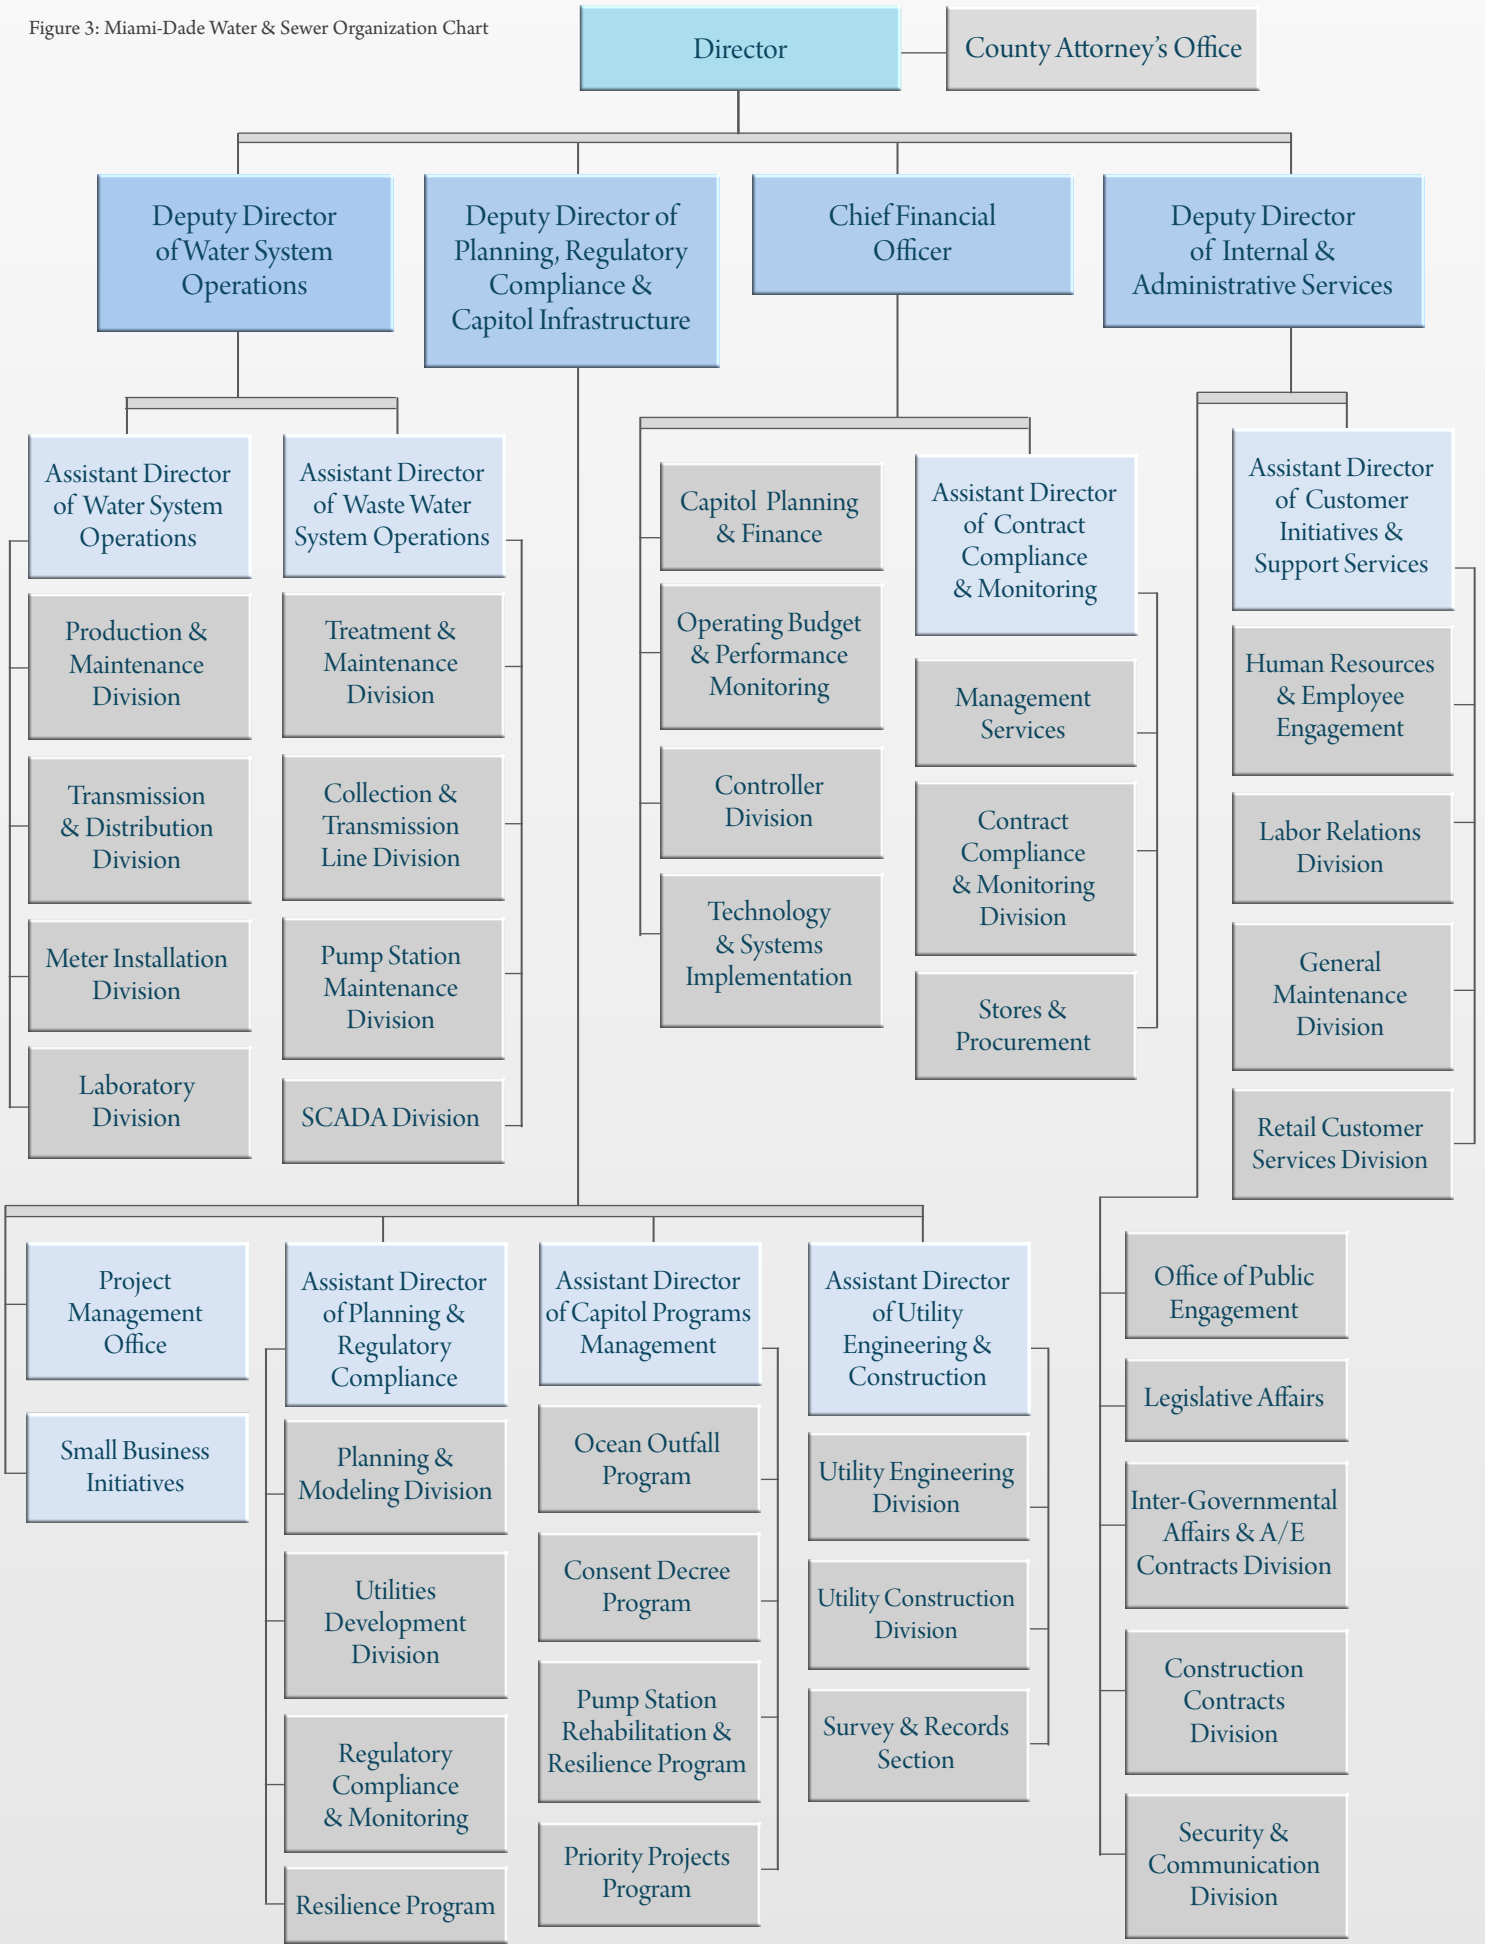 Figure 3: Miami-Dade Water & Sewer Organization Chart
Director
County Attorney's Office
Deputy Director
of Water System
Operations
Deputy Director of
Planning, Regulatory
Compliance &
Capitol Infrastructure
Chief Financial
Officer
Deputy Director
of Internal &
Administrative Services
Assistant Director
of Water System
Operations
Production &
Maintenance
Division
Transmission
& Distribution
Division
Meter Installation
Division
Laboratory
Division
Assistant Director
of Waste Water
System Operations
Treatment &
Maintenance
Division
Collection &
Transmission
Line Division
Pump Station
Maintenance
Division
SCADA Division
Capitol Planning
& Finance
Operating Budget
& Performance
Monitoring
Controller
Division
Technology
& Systems
Implementation
Assistant Director
of Contract
Compliance
& Monitoring
Management
Services
Contract
Compliance
& Monitoring
Division
Stores &
Procurement
Assistant Director
of Customer
Initiatives &
Support Services
Human Resources
& Employee
Engagement
Labor Relations
Division
General
Maintenance
Division
Retail Customer
Services Division
Project
Management
Office
Small Business
Initiatives
Assistant Director
of Planning &
Regulatory
Compliance
Planning &
Modeling Division
Utilities
Development
Division
Regulatory
Compliance
& Monitoring
Resilience Program
Assistant Director
of Capitol Programs
Management
Ocean Outfall
Program
Consent Decree
Program
Pump Station
Rehabilitation &
Resilience Program
Priority Projects
Program
Assistant Director
of Utility
Engineering &
Construction
Utility Engineering
Division
Utility Construction
Division
Survey & Records
Section
Office of Public
Engagement
Legislative Affairs
Inter-Governmental
Affairs & A/E
Contracts Division
Construction
Contracts
Division
Security &
Communication
Division